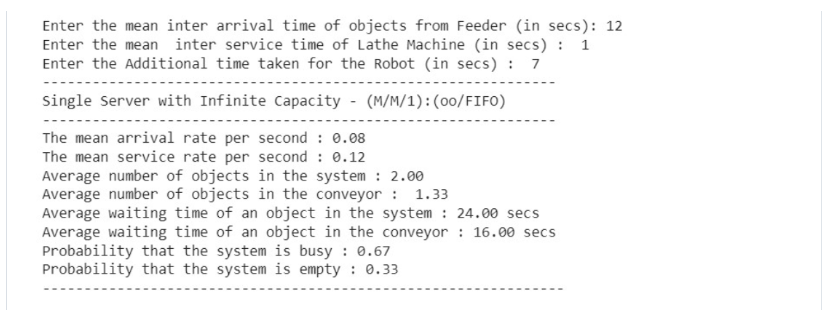 Enter the mean inter arrival time of objects from Feeder (in secs): 12
Enter the mean  inter service time of Lathe Machine (in secs) :  1
Enter the Additional time taken for the Robot (in secs) :  7
---------------------------------------------------------------
Single Server with Infinite Capacity - (M/M/1):(oo/FIFO)
---------------------------------------------------------------
The mean arrival rate per second : 0.08
The mean service rate per second : 0.12
Average number of objects in the system : 2.00
Average number of objects in the conveyor :  1.33
Average waiting time of an object in the system : 24.00 secs
Average waiting time of an object in the conveyor : 16.00 secs
Probability that the system is busy : 0.67
Probability that the system is empty : 0.33
----------------------------------------------------------------